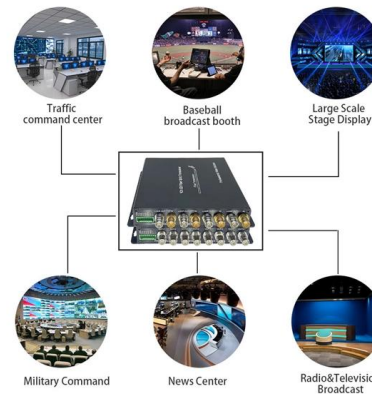 Traffic
command center
Baseball
broadcast booth
Large Scale
Stage Display
Military Command
News Center
Radio&Televisio
Broadcast